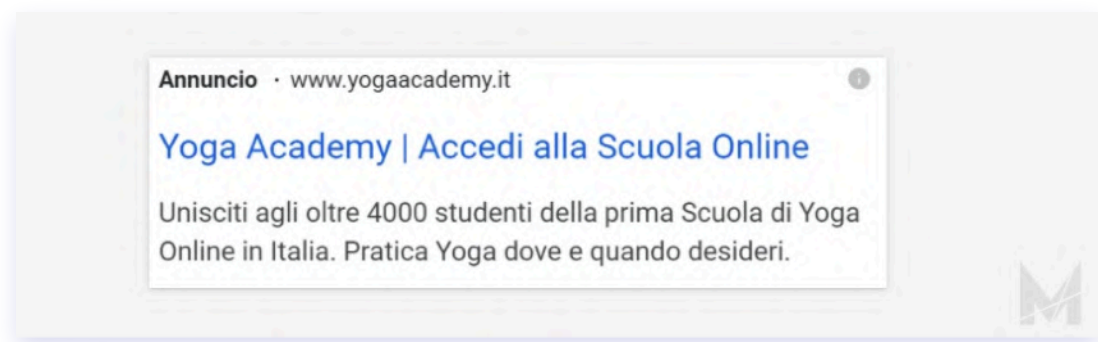 Annuncio · www.yogaacademy.it
Yoga Academy | Accedi alla Scuola Online
Unisciti agli oltre 4000 studenti della prima Scuola di Yoga
Online in Italia. Pratica Yoga dove e quando desideri.
M